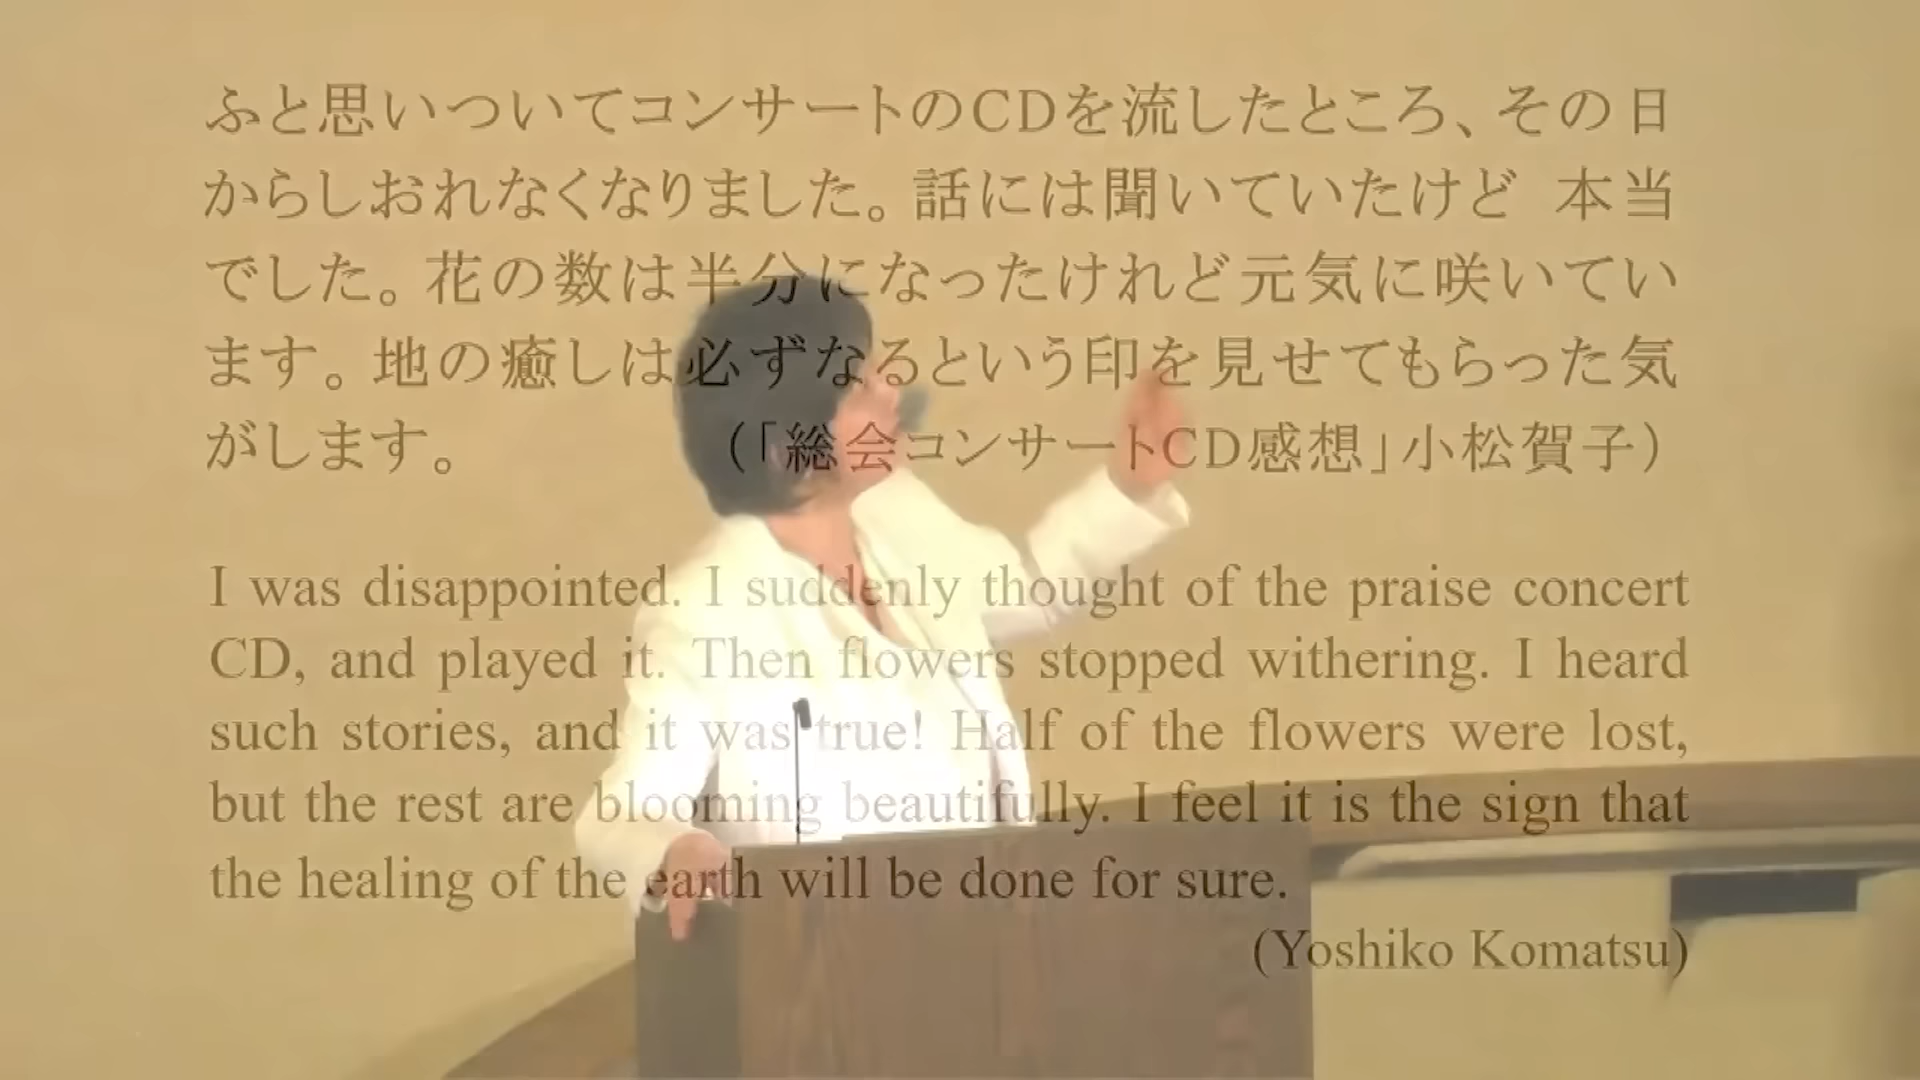 ふと思いついてコンサートのCDを流したところ、その日
からしおれなくなりました。話には聞いていたけど 本当
でした。花の数は半分になったけれど元気に咲いてい
ます。地の癒しは必ずなるという印を見せてもらった気
がします。 (「総会コンサートCD感想」小松賀子)
I was disappointed. I suddenly thought of the praise concert
CD, and played it. Then flowers stopped withering. I heard
such stories, and it was true! Half of the flowers were lost,
but the rest are blooming beautifully. I feel it is the sign that
the healing of the earth will be done for sure.
(Yoshiko Komatsu)